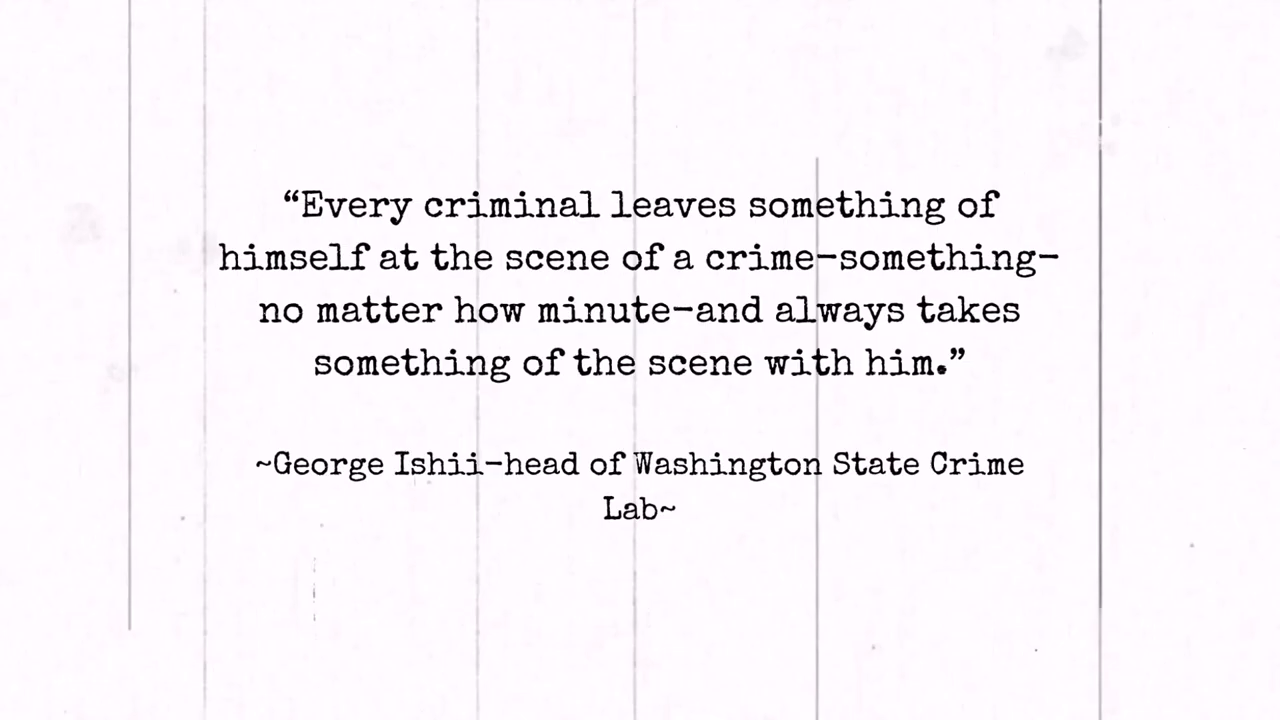 “Every criminal leaves something of
himself at the scene of a crime–something–
no matter how minute–and always takes
something of the scene with him.”
~George Ishii–head of Washington State Crime
Lab~